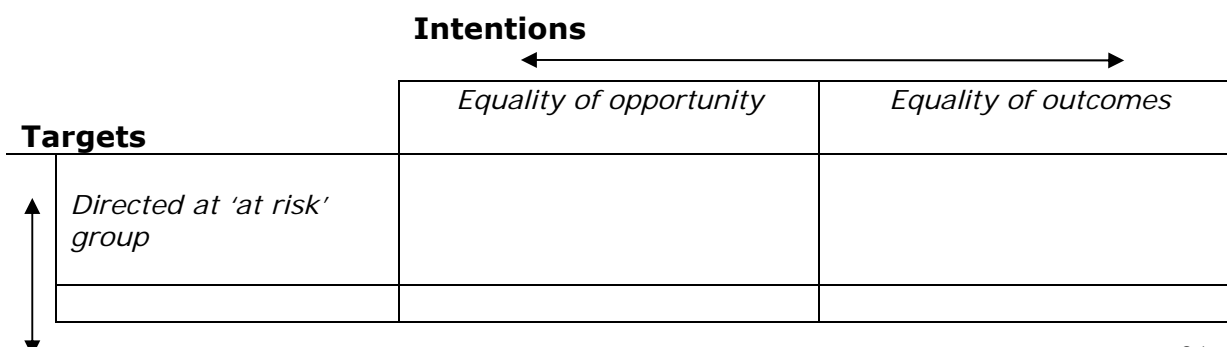 Intentions
Equality of opportunity Equality of outcomes
Targets
Directed at ‘at risk’
group